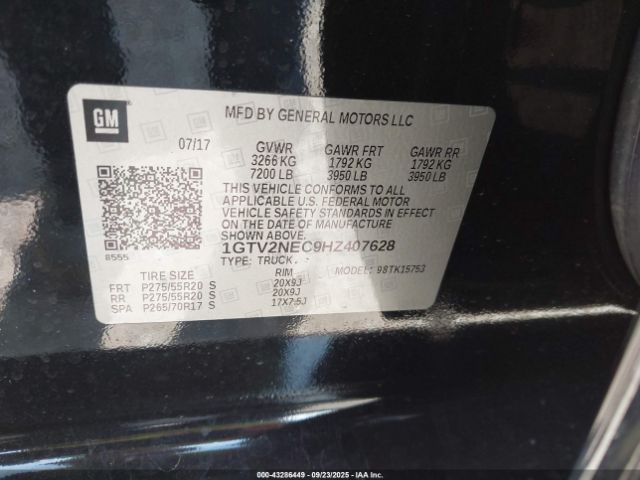 GM
MFD BY GENERAL MOTORS LLC
07/17 GVWR GAWR FRT GAWR RR
3266 KG 1792 KG 1792 KG
7200 LB 3950 LB 3950 LB
THIS VEHICLE CONFORMS TO ALL
APPLICABLE U.S. FEDERAL MOTOR
VEHICLE SAFETY STANDARDS IN EFFECT
ON THE DATE OF MANUFACTURE
SHOWN ABOVE.
8555
1GTV2NEC9HZ407628
TYPE: TRUCK MODEL: 98TK15753
TIRE SIZE RIM
FRT P275/55R20 S 20X9J
RR P275/55R20 S 20X9J
SPA P265/70R17 S 17X7.5J
000-43286449 - 09/23/2025 - IAAI.COM